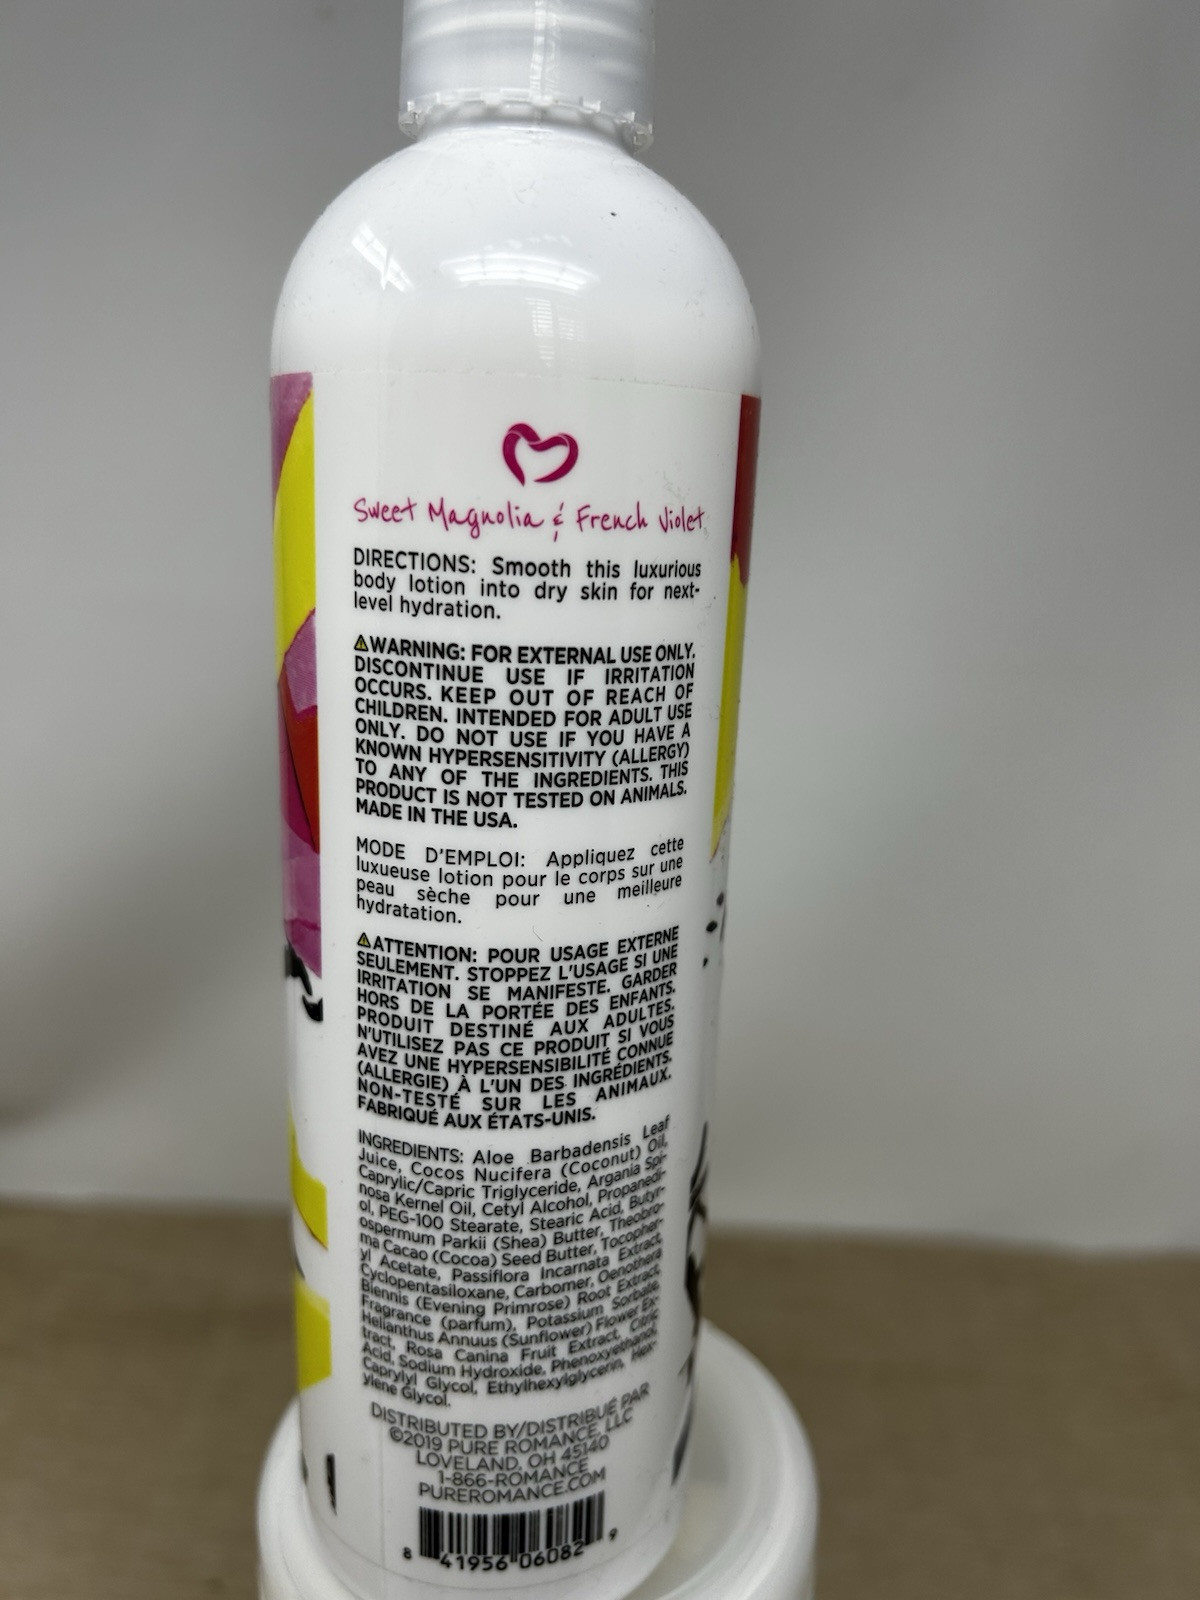 Sweet Magnolia & French Violet
DIRECTIONS: Smooth this luxurious
body lotion into dry skin for next-
level hydration.
⚠WARNING: FOR EXTERNAL USE ONLY.
DISCONTINUE USE IF IRRITATION
OCCURS. KEEP OUT OF REACH OF
CHILDREN. INTENDED FOR ADULT USE
ONLY. DO NOT USE IF YOU HAVE A
KNOWN HYPERSENSITIVITY (ALLERGY)
TO ANY OF THE INGREDIENTS. THIS
PRODUCT IS NOT TESTED ON ANIMALS.
MADE IN THE USA.
MODE D'EMPLOI: Appliquez cette
luxueuse lotion pour le corps sur une
peau sèche pour une meilleure
hydratation.
⚠ATTENTION: POUR USAGE EXTERNE
SEULEMENT. STOPPEZ L'USAGE SI UNE
IRRITATION SE MANIFESTE. GARDER
HORS DE LA PORTÉE DES ENFANTS.
PRODUIT DESTINÉ AUX ADULTES.
N'UTILISEZ PAS CE PRODUIT SI VOUS
AVEZ UNE HYPERSENSIBILITÉ CONNUE
(ALLERGIE) À L'UN DES INGRÉDIENTS.
NON-TESTÉ SUR LES ANIMAUX.
FABRIQUÉ AUX ÉTATS-UNIS.
INGREDIENTS: Aloe Barbadensis Leaf
Juice, Cocos Nucifera (Coconut) Oil,
Caprylic/Capric Triglyceride, Argania Spi-
nosa Kernel Oil, Cetyl Alcohol, Propanedi-
ol, PEG-100 Stearate, Stearic Acid, Butyr-
ospermum Parkii (Shea) Butter, Theobro-
ma Cacao (Cocoa) Seed Butter, Tocopher-
yl Acetate, Passiflora Incarnata Extract,
Cyclopentasiloxane, Carbomer, Oenothera
Biennis (Evening Primrose) Root Extract,
Fragrance (parfum), Potassium Sorbate,
Helianthus Annuus (Sunflower) Flower Ex-
tract, Rosa Canina Fruit Extract, Citric
Acid, Sodium Hydroxide, Phenoxyethanol,
Caprylyl Glycol, Ethylhexylglycerin, Hex-
ylene Glycol.
DISTRIBUTED BY/DISTRIBUÉ PAR
©2019 PURE ROMANCE, LLC
LOVELAND, OH 45140
1-866-ROMANCE
PUREROMANCE.COM
8 41956 06082 9